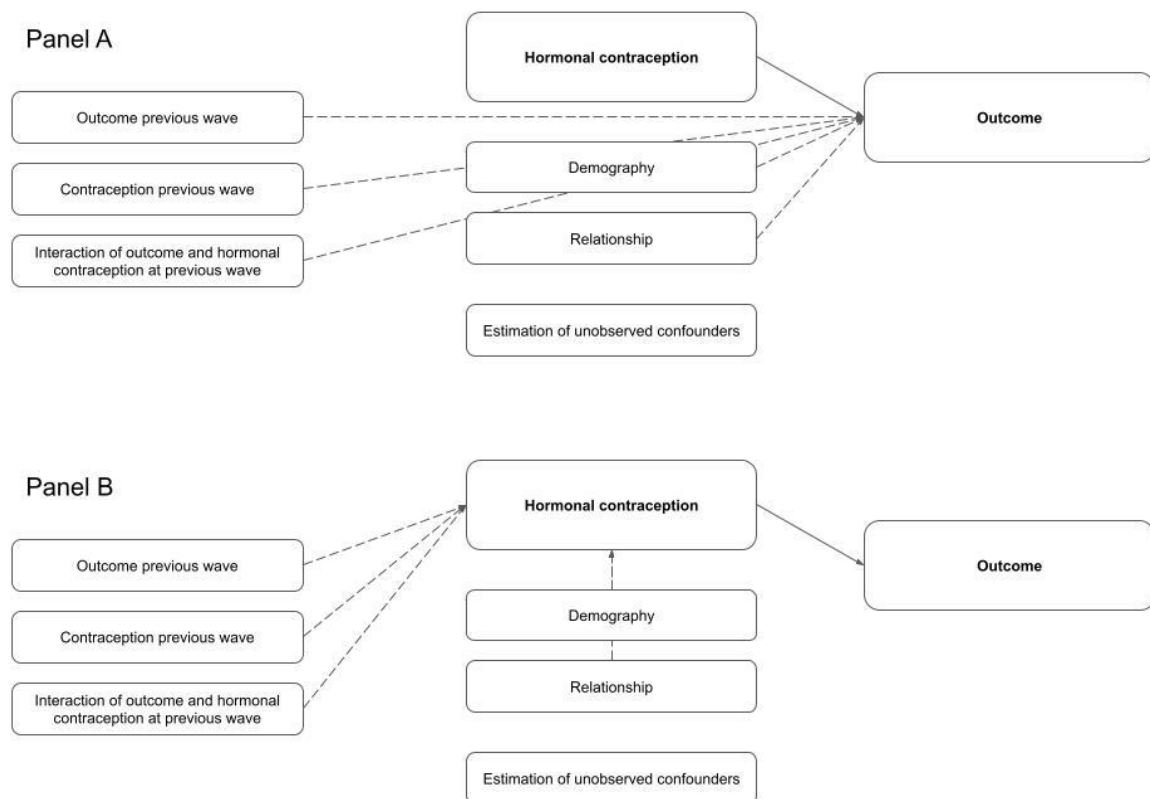 Panel A
Hormonal contraception
Outcome previous wave
Outcome
Contraception previous wave
Demography
Interaction of outcome and hormonal
contraception at previous wave
Relationship
Estimation of unobserved confounders
Panel B
Hormonal contraception
Outcome previous wave
Outcome
Contraception previous wave
Demography
Interaction of outcome and hormonal
contraception at previous wave
Relationship
Estimation of unobserved confounders